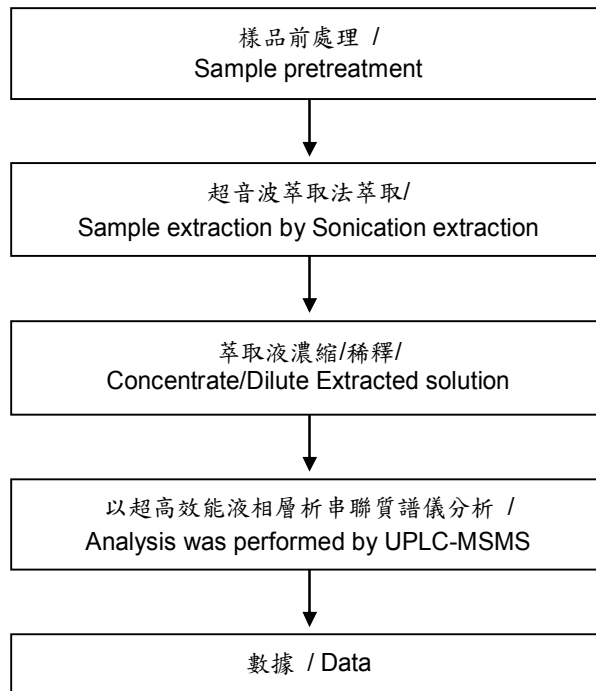 樣品前處理 /
Sample pretreatment
超音波萃取法萃取/
Sample extraction by Sonication extraction
萃取液濃縮/稀釋/
Concentrate/Dilute Extracted solution
以超高效能液相層析串聯質譜儀分析 /
Analysis was performed by UPLC-MSMS
數據 / Data